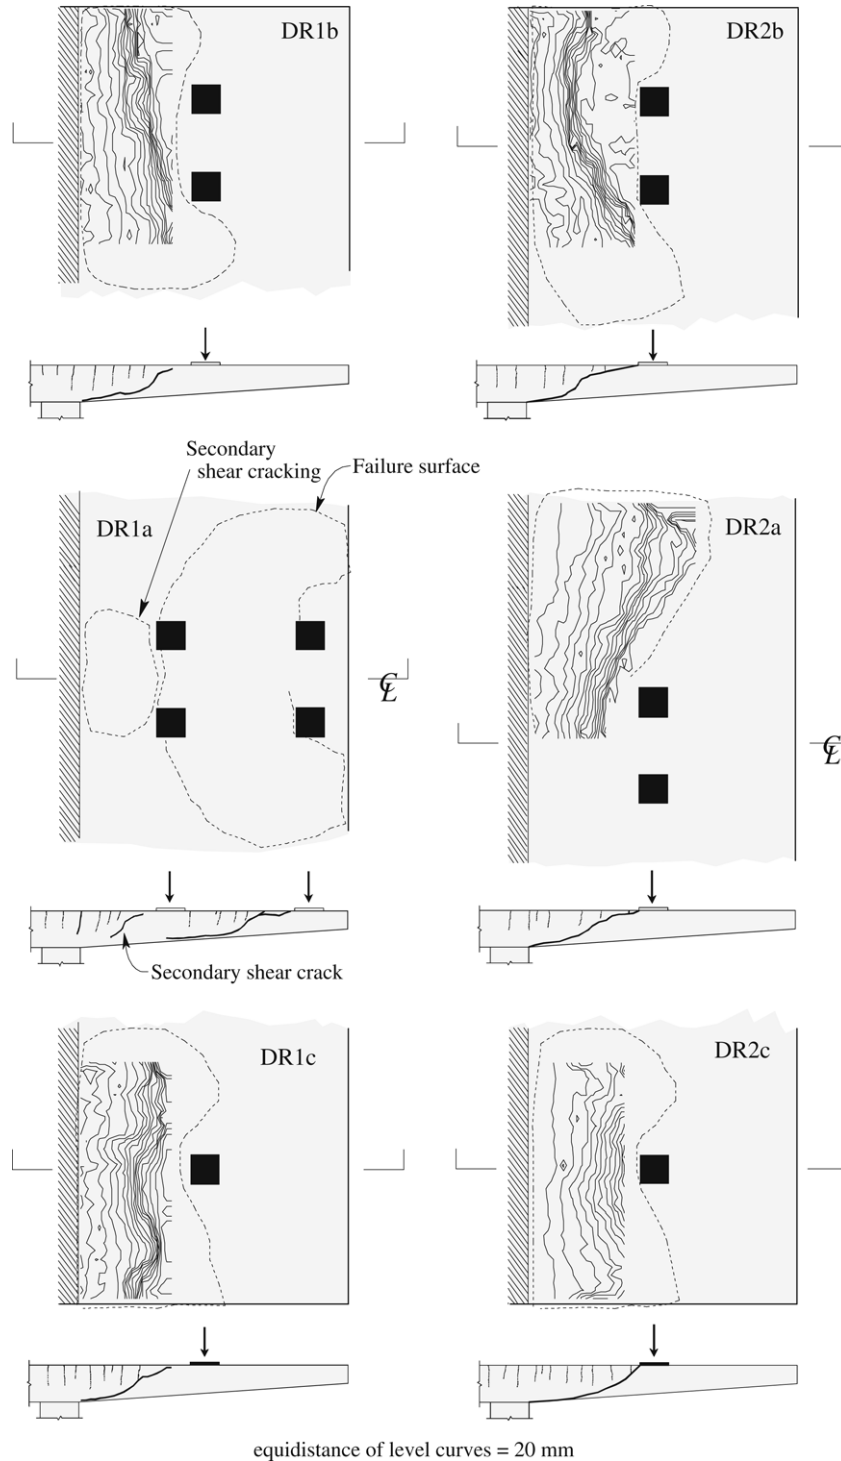 DR1b
DR2b
Secondary
shear cracking
Failure surface
DR1a
DR2a
℄
℄
Secondary shear crack
DR1c
DR2c
equidistance of level curves = 20 mm